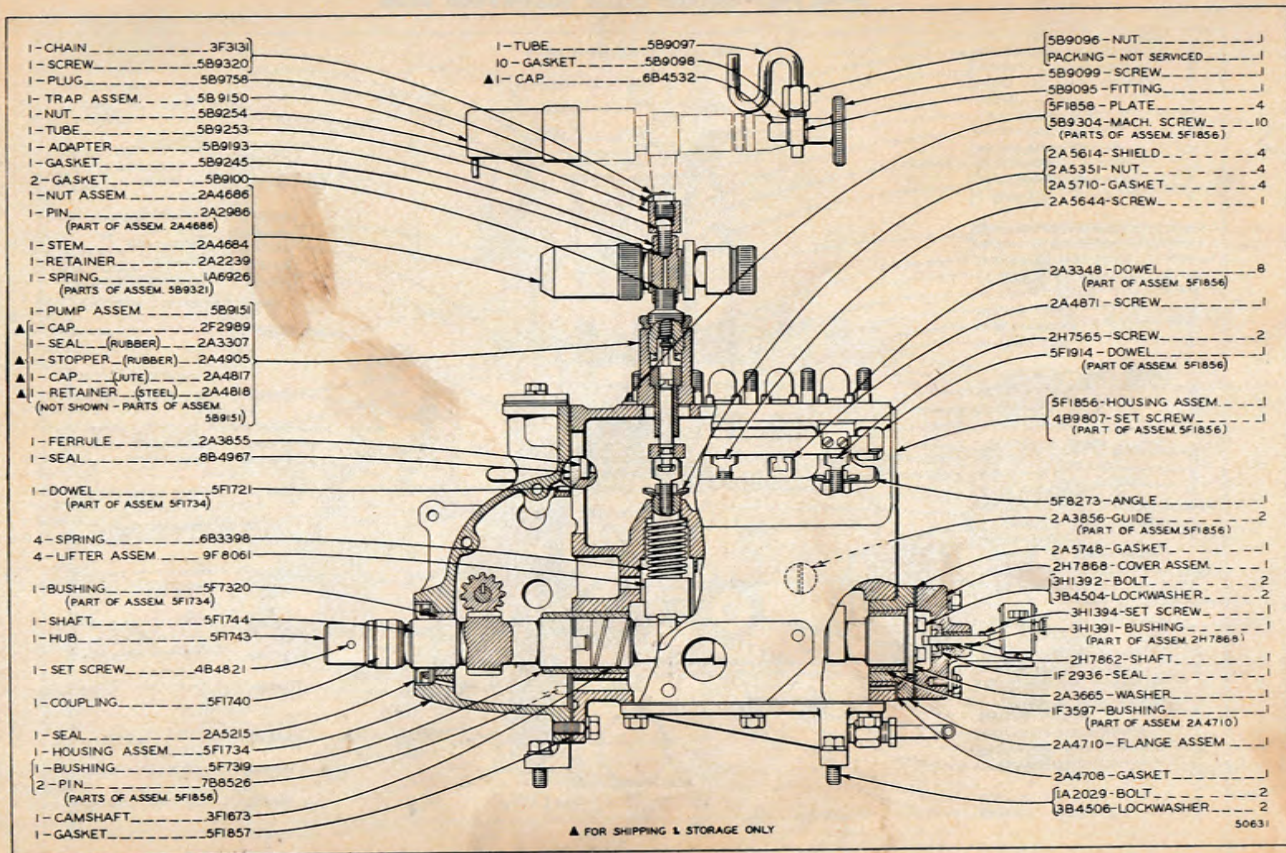 1-CHAIN 3F3131
1-SCREW 5B9320
1-PLUG 5B9758
1-TRAP ASSEM. 5B9150
1-NUT 5B9254
1-TUBE 5B9253
1-ADAPTER 5B9193
1-GASKET 5B9245
2-GASKET 5B9100
1-NUT ASSEM 2A4686
1-PIN 2A2986
(PART OF ASSEM. 2A4686)
1-STEM 2A4684
1-RETAINER 2A2239
1-SPRING 1A6926
(PARTS OF ASSEM. 5B9321)
1-PUMP ASSEM. 5B9151
▲ 1-CAP 2F2989
1-SEAL (RUBBER) 2A3307
▲ 1-STOPPER (RUBBER) 2A4905
▲ 1-CAP (JUTE) 2A4817
▲ 1-RETAINER (STEEL) 2A4818
(NOT SHOWN - PARTS OF ASSEM.
5B9151)
1-FERRULE 2A3855
1-SEAL 8B4967
1-DOWEL 5F1721
(PART OF ASSEM 5F1734)
4-SPRING 6B3398
4-LIFTER ASSEM 9F8061
1-BUSHING 5F7320
(PART OF ASSEM. 5F1734)
1-SHAFT 5F1744
1-HUB 5F1743
1-SET SCREW 4B4821
1-COUPLING 5F1740
1-SEAL 2A5215
1-HOUSING ASSEM 5F1734
1-BUSHING 5F7319
2-PIN 7B8526
(PARTS OF ASSEM. 5F1856)
1-CAMSHAFT 3F1673
1-GASKET 5F1857
1-TUBE 5B9097
10-GASKET 5B9098
▲ 1-CAP 6B4532
5B9096-NUT 1
PACKING - NOT SERVICED 1
5B9099-SCREW 1
5B9095-FITTING 1
5F1858-PLATE 4
5B9304-MACH. SCREW 10
(PARTS OF ASSEM. 5F1856)
2A5614-SHIELD 4
2A5351-NUT 4
2A5710-GASKET 4
2A5644-SCREW 1
2A3348-DOWEL 8
(PART OF ASSEM 5F1856)
2A4871-SCREW 1
2H7565-SCREW 2
5F1914-DOWEL 1
(PART OF ASSEM. 5F1856)
5F1856-HOUSING ASSEM. 1
4B9807-SET SCREW 1
(PART OF ASSEM. 5F1856)
5F8273-ANGLE 1
2A3856-GUIDE 2
(PART OF ASSEM. 5F1856)
2A5748-GASKET 1
2H7868-COVER ASSEM. 1
3H1392-BOLT 2
3B4504-LOCKWASHER 2
3H1394-SET SCREW 1
3H1391-BUSHING 1
(PART OF ASSEM. 2H7868)
2H7862-SHAFT 1
1F2936-SEAL 1
2A3665-WASHER 1
1F3597-BUSHING 1
(PART OF ASSEM 2A4710)
2A4710-FLANGE ASSEM 1
2A4708-GASKET 1
1A2029-BOLT 2
3B4506-LOCKWASHER 2
▲ FOR SHIPPING & STORAGE ONLY
50631